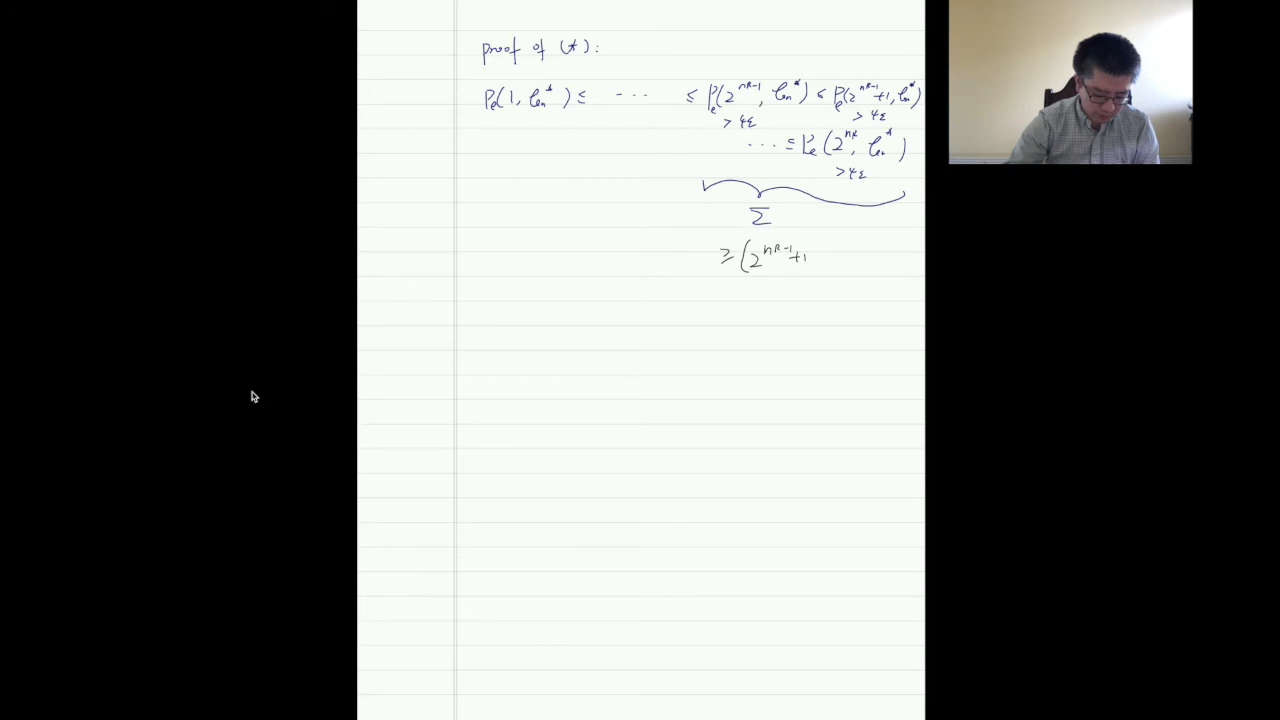 proof of (*):
Pe(1, 𝒞n*) ≤ ... ≤ Pe(2^{nR-1}, 𝒞n*) ≤ Pe(2^{nR-1}+1, 𝒞n*)
> 4ε > 4ε
... ≤ Pe(2^{nR}, 𝒞n*)
> 4ε
Σ
≥ (2^{nR-1}+1